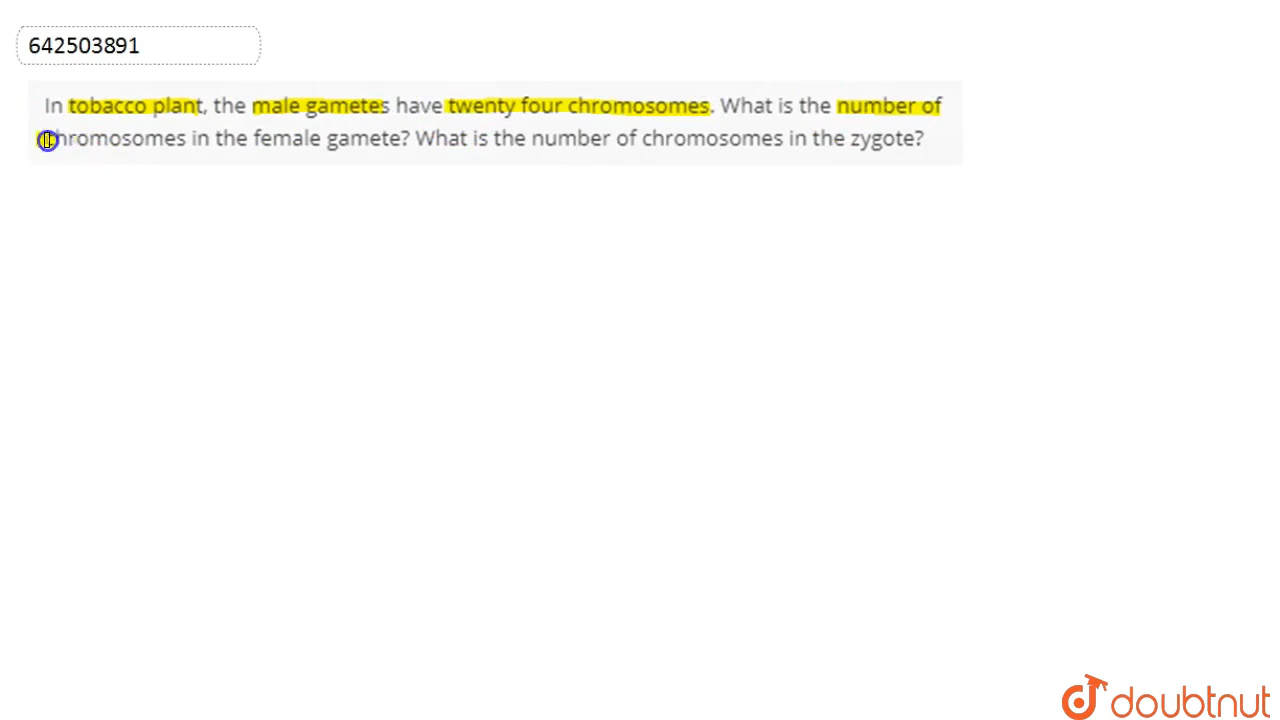 642503891
In tobacco plant, the male gametes have twenty four chromosomes. What is the number of
chromosomes in the female gamete? What is the number of chromosomes in the zygote?
doubtnut